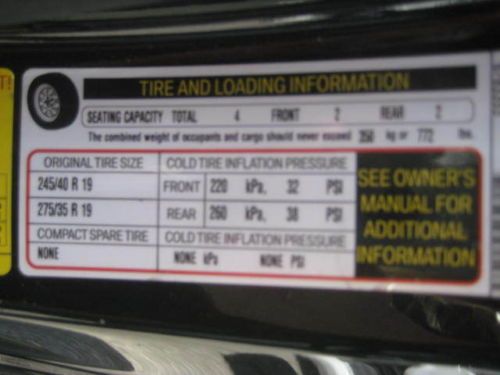 TIRE AND LOADING INFORMATION
SEATING CAPACITY TOTAL 4 FRONT 2 REAR 2
The combined weight of occupants and cargo should never exceed 350 kg or 772 lbs.
ORIGINAL TIRE SIZE COLD TIRE INFLATION PRESSURE
245/40 R 19 FRONT 220 kPa, 32 PSI
275/35 R 19 REAR 260 kPa, 38 PSI
COMPACT SPARE TIRE COLD TIRE INFLATION PRESSURE
NONE NONE kPa NONE PSI
SEE OWNER'S
MANUAL FOR
ADDITIONAL
INFORMATION